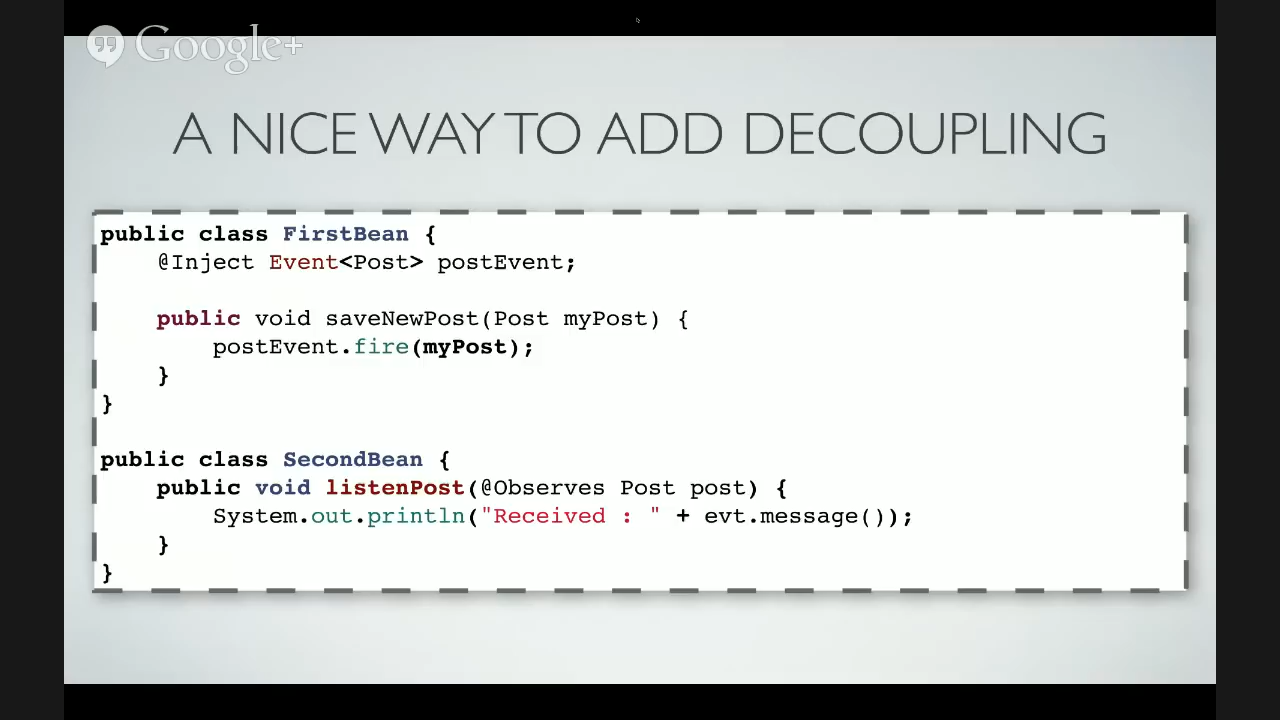 Google+
A NICE WAY TO ADD DECOUPLING
public class FirstBean {
    @Inject Event<Post> postEvent;
    public void saveNewPost(Post myPost) {
        postEvent.fire(myPost);
    }
}
public class SecondBean {
    public void listenPost(@Observes Post post) {
        System.out.println("Received : " + evt.message());
    }
}